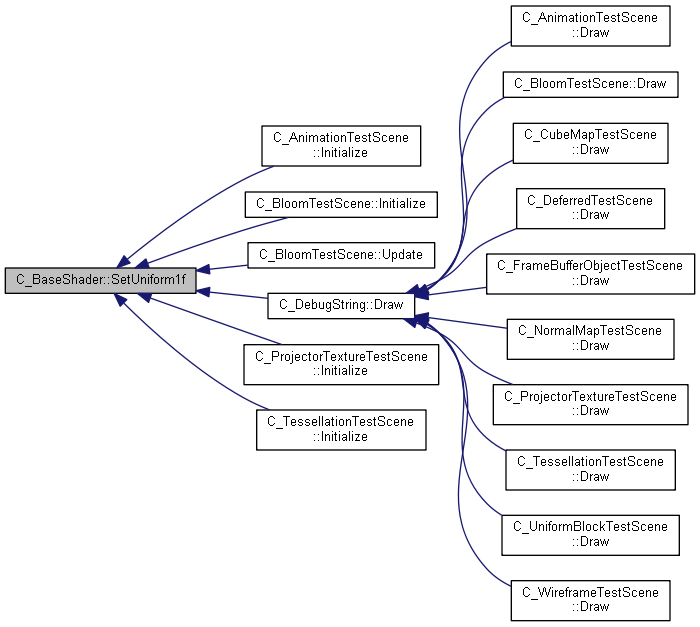 C_BaseShader::SetUniform1f
C_AnimationTestScene
::Initialize
C_BloomTestScene::Initialize
C_BloomTestScene::Update
C_DebugString::Draw
C_ProjectorTextureTestScene
::Initialize
C_TessellationTestScene
::Initialize
C_AnimationTestScene
::Draw
C_BloomTestScene::Draw
C_CubeMapTestScene
::Draw
C_DeferredTestScene
::Draw
C_FrameBufferObjectTestScene
::Draw
C_NormalMapTestScene
::Draw
C_ProjectorTextureTestScene
::Draw
C_TessellationTestScene
::Draw
C_UniformBlockTestScene
::Draw
C_WireframeTestScene
::Draw